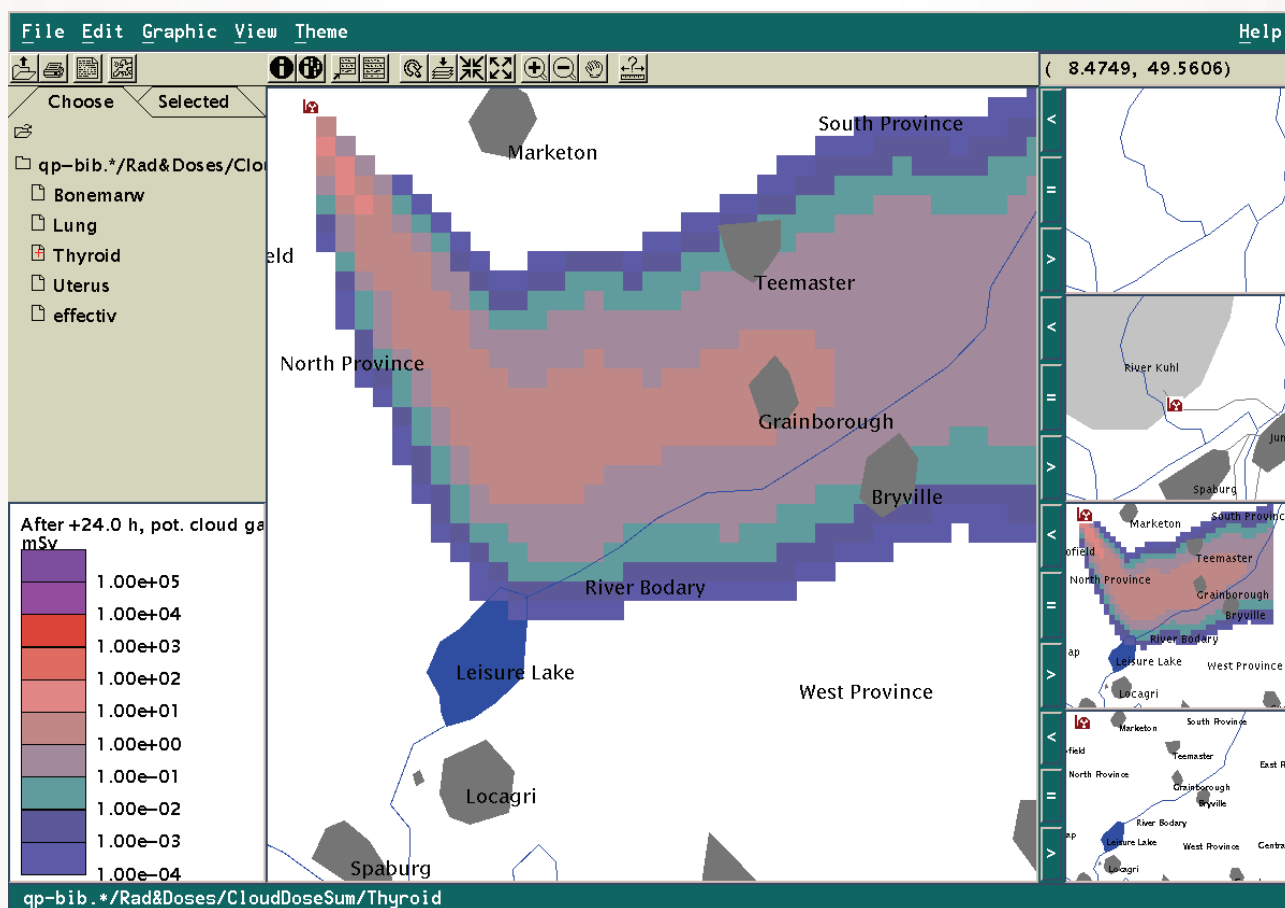 File Edit Graphic View Theme Help
( 8.4749, 49.5606)
Choose Selected
qp-bib.*/Rad&Doses/Clou
Bonemarw
Lung
Thyroid
Uterus
effectiv
After +24.0 h, pot. cloud ga
mSv
1.00e+05
1.00e+04
1.00e+03
1.00e+02
1.00e+01
1.00e+00
1.00e−01
1.00e−02
1.00e−03
1.00e−04
Marketon
South Province
eld
Teemaster
North Province
Grainborough
Bryville
River Bodary
Leisure Lake
West Province
Locagri
Spaburg
<
=
>
<
River Kuhl
=
Jun
>
Spaburg
<
Marketon
South Province
ofield
Teemaster
North Province
=
Grainborough
Bryville
River Bodary
ap
Leisure Lake
West Province
>
Locagri
<
Marketon
South Province
field
Teemaster
East P
North Province
=
Grainborough
Bryville
River Bodary
ap
Leisure Lake
West Province
Centra
>
Locagri
qp-bib.*/Rad&Doses/CloudDoseSum/Thyroid